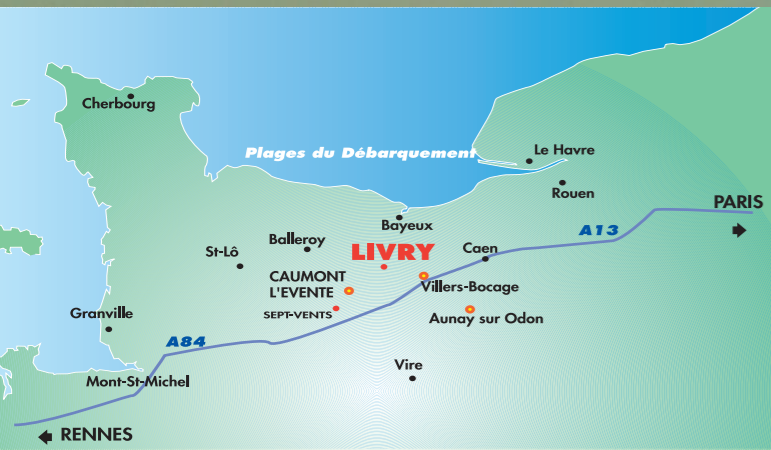 Cherbourg
Plages du Débarquement
Le Havre
Rouen
PARIS
Bayeux
A13
Balleroy
St-Lô
LIVRY
Caen
CAUMONT
L'EVENTE
Villers-Bocage
SEPT-VENTS
Granville
Aunay sur Odon
A84
Vire
Mont-St-Michel
RENNES